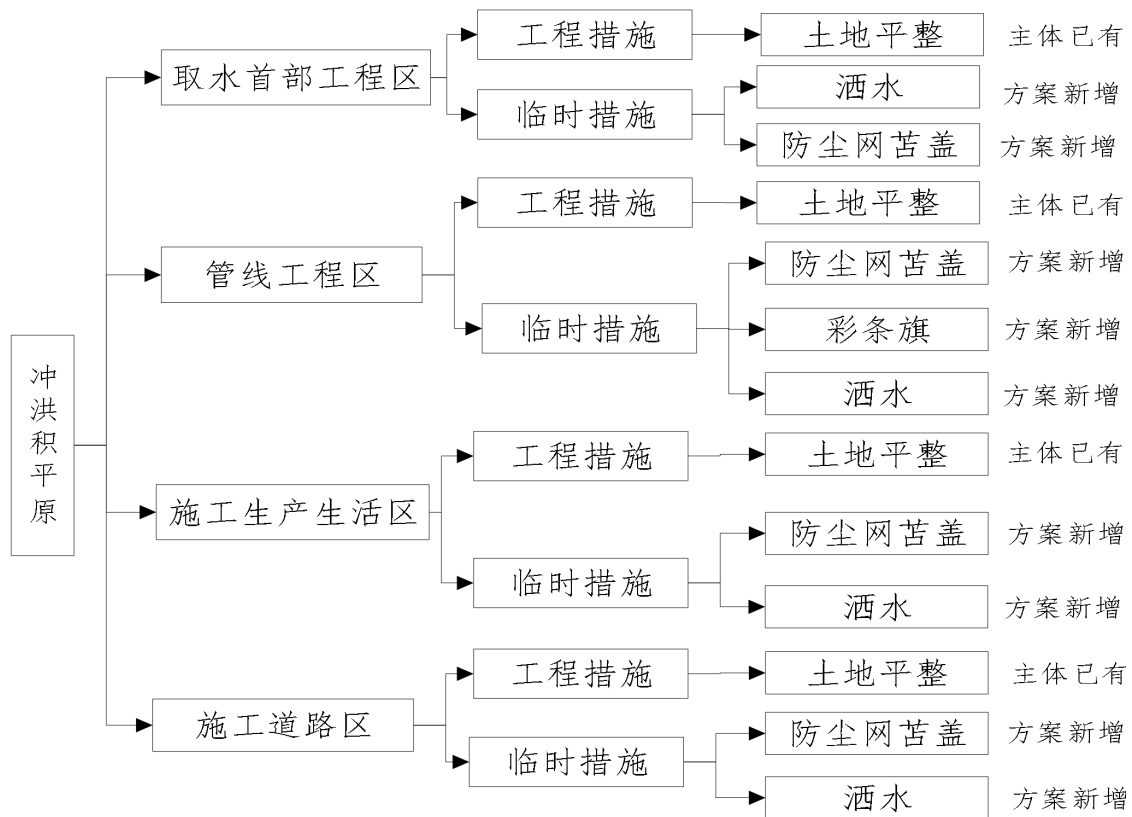 冲洪积平原
取水首部工程区
工程措施
土地平整
主体已有
临时措施
洒水
方案新增
防尘网苫盖
方案新增
管线工程区
工程措施
土地平整
主体已有
临时措施
防尘网苫盖
方案新增
彩条旗
方案新增
洒水
方案新增
施工生产生活区
工程措施
土地平整
主体已有
临时措施
防尘网苫盖
方案新增
洒水
方案新增
施工道路区
工程措施
土地平整
主体已有
临时措施
防尘网苫盖
方案新增
洒水
方案新增